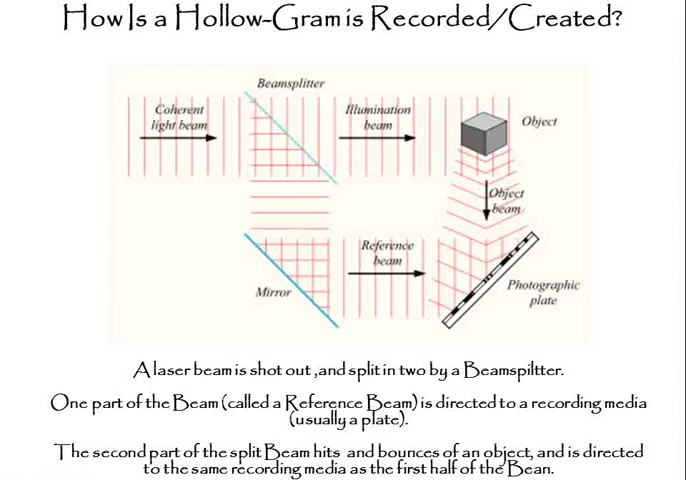 How Is a Hollow-Gram is Recorded/Created?
Beamsplitter
Coherent
light beam
Illumination
beam
Object
Object
beam
Reference
beam
Mirror
Photographic
plate
A laser beam is shot out ,and split in two by a Beamspiltter.
One part of the Beam (called a Reference Beam) is directed to a recording media
(usually a plate).
The second part of the split Beam hits and bounces of an object, and is directed
to the same recording media as the first half of the Bean.